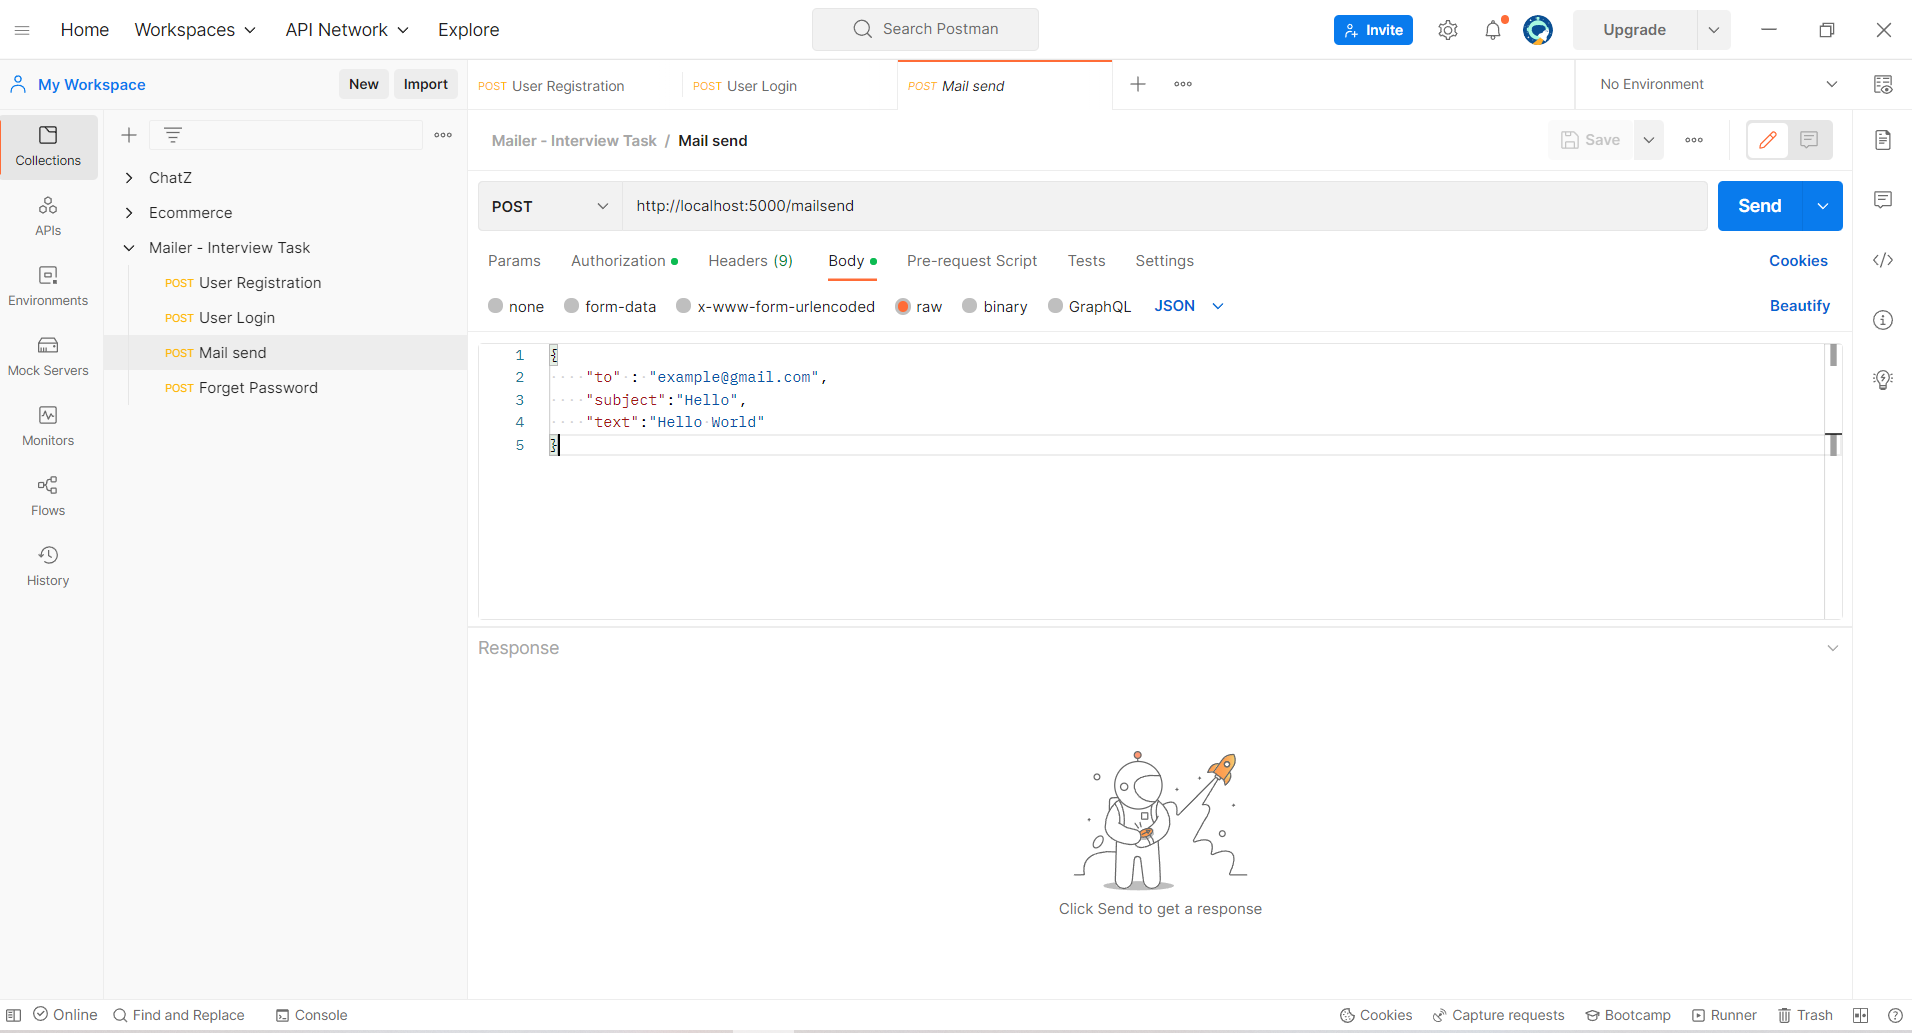 Home Workspaces API Network Explore Search Postman Invite Upgrade
My Workspace New Import POST User Registration POST User Login POST Mail send No Environment
Collections
APIs
Environments
Mock Servers
Monitors
Flows
History
ChatZ
Ecommerce
Mailer - Interview Task
POST User Registration
POST User Login
POST Mail send
POST Forget Password
Mailer - Interview Task / Mail send Save
POST http://localhost:5000/mailsend Send
Params Authorization Headers (9) Body Pre-request Script Tests Settings Cookies
none form-data x-www-form-urlencoded raw binary GraphQL JSON Beautify
1 {
2 "to" : "example@gmail.com",
3 "subject":"Hello",
4 "text":"Hello World"
5 }
Response
Click Send to get a response
Online Find and Replace Console Cookies Capture requests Bootcamp Runner Trash